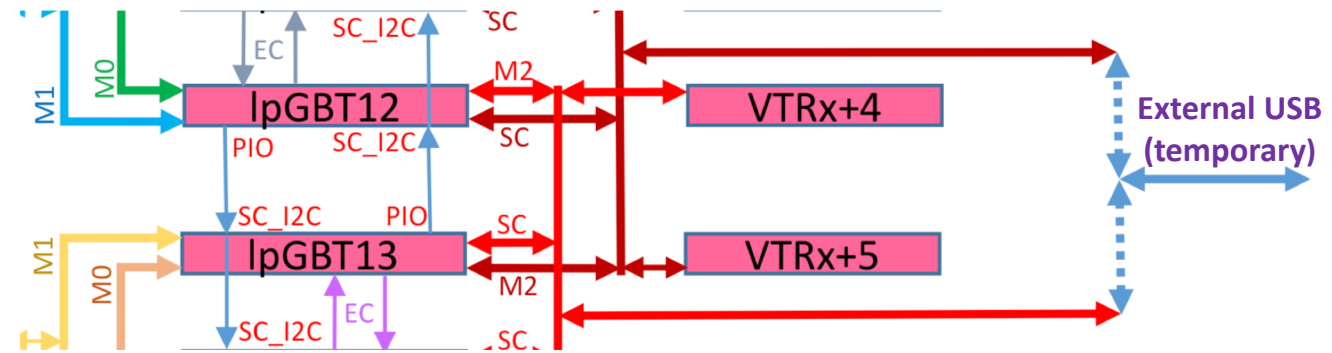 SC_I2C
SC
EC
M0
M1
M2
lpGBT12
VTRx+4
External USB
(temporary)
PIO
SC_I2C
SC
SC_I2C
PIO
SC
M1
lpGBT13
VTRx+5
M0
M2
EC
SC_I2C
SC